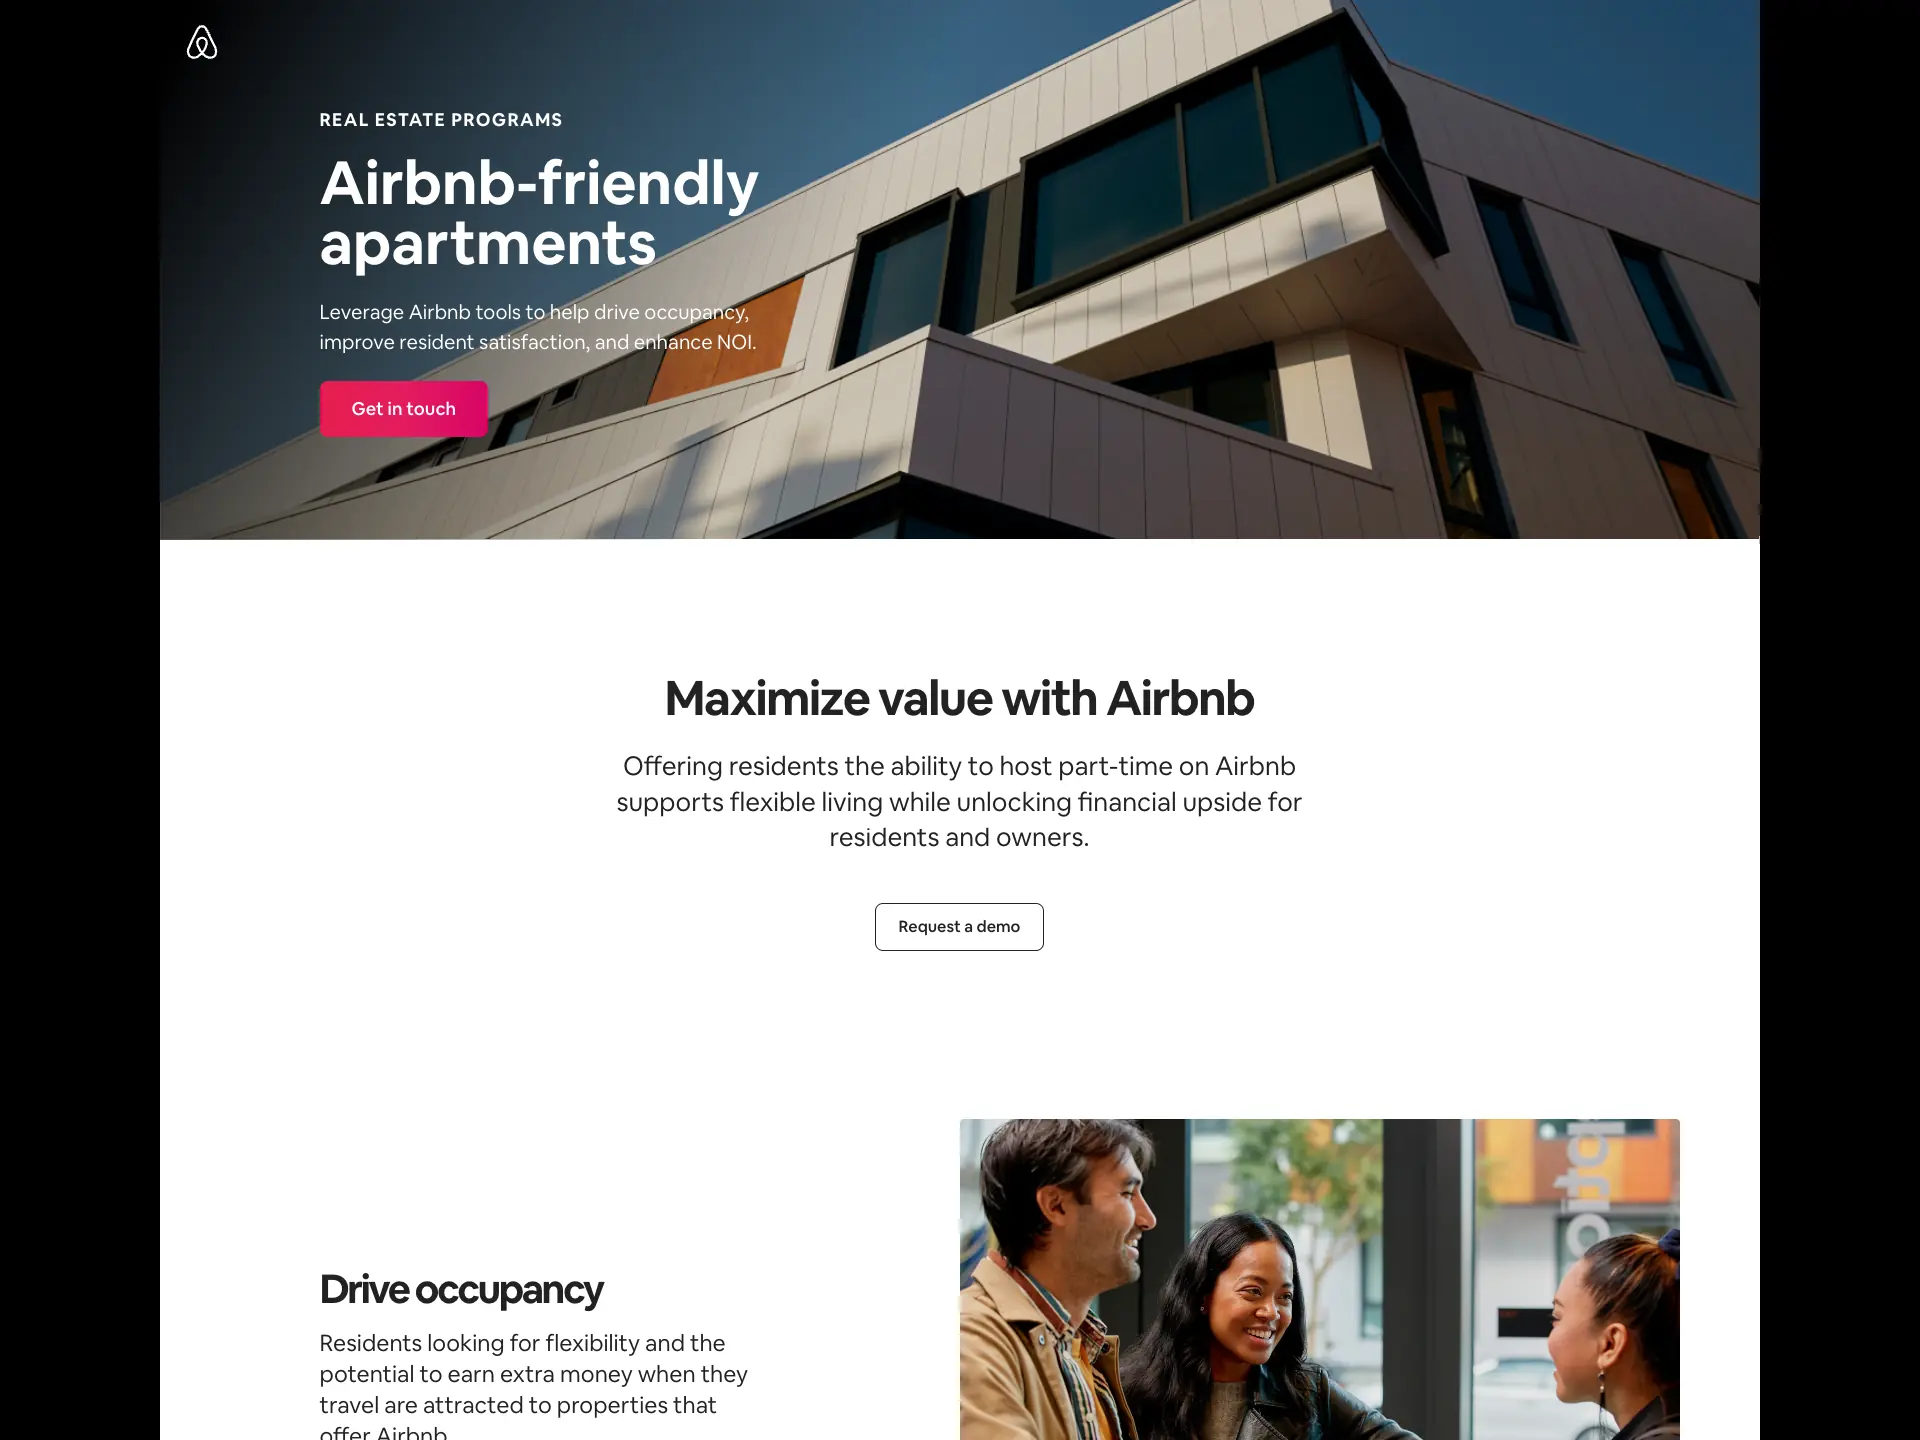 REAL ESTATE PROGRAMS
Airbnb-friendly
apartments
Leverage Airbnb tools to help drive occupancy,
improve resident satisfaction, and enhance NOI.
Get in touch
Maximize value with Airbnb
Offering residents the ability to host part-time on Airbnb
supports flexible living while unlocking financial upside for
residents and owners.
Request a demo
Drive occupancy
Residents looking for flexibility and the
potential to earn extra money when they
travel are attracted to properties that
offer Airbnb.